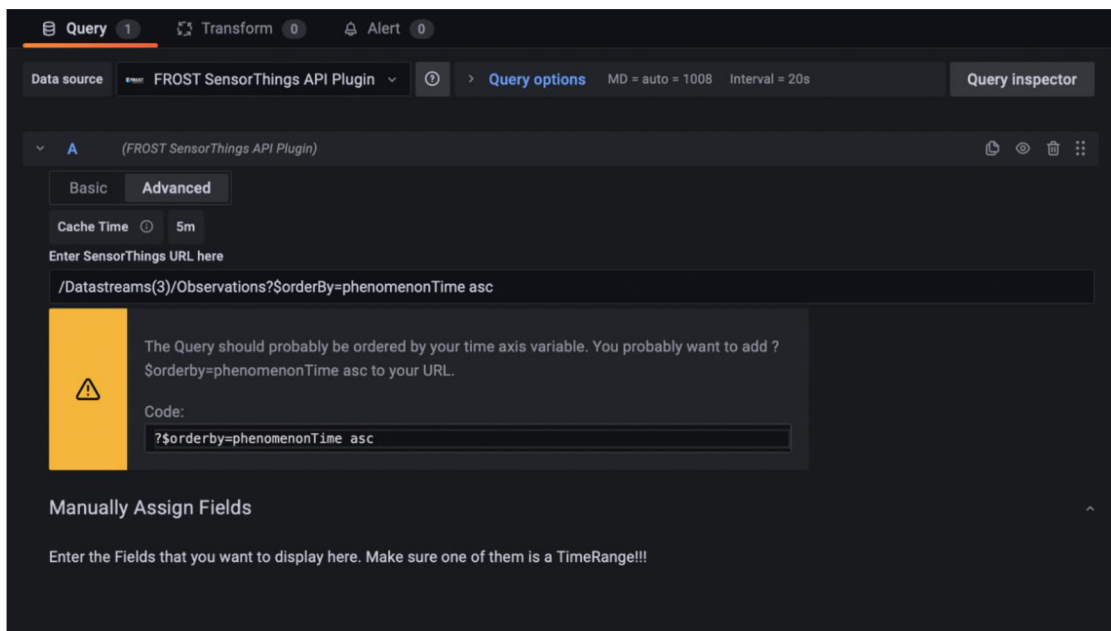 Query 1 Transform 0 Alert 0
Data source FROST SensorThings API Plugin Query options MD = auto = 1008 Interval = 20s Query inspector
A (FROST SensorThings API Plugin)
Basic Advanced
Cache Time 5m
Enter SensorThings URL here
/Datastreams(3)/Observations?$orderBy=phenomenonTime asc
The Query should probably be ordered by your time axis variable. You probably want to add ?
$orderby=phenomenonTime asc to your URL.
Code:
?$orderby=phenomenonTime asc
Manually Assign Fields
Enter the Fields that you want to display here. Make sure one of them is a TimeRange!!!